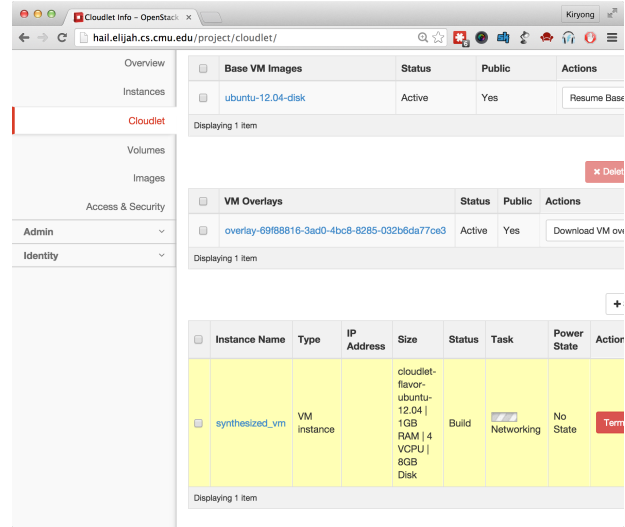 Cloudlet Info - OpenStack
Kiryong
hail.elijah.cs.cmu.edu/project/cloudlet/
Overview
Instances
Cloudlet
Volumes
Images
Access & Security
Admin
Identity
Base VM Images Status Public Actions
ubuntu-12.04-disk Active Yes Resume Base
Displaying 1 item
Delet
VM Overlays Status Public Actions
overlay-69f88816-3ad0-4bc8-8285-032b6da77ce3 Active Yes Download VM ove
Displaying 1 item
Instance Name Type IP Address Size Status Task Power State Action
synthesized_vm VM instance cloudlet-flavor-ubuntu-12.04 | 1GB RAM | 4 VCPU | 8GB Disk Build Networking No State Term
Displaying 1 item